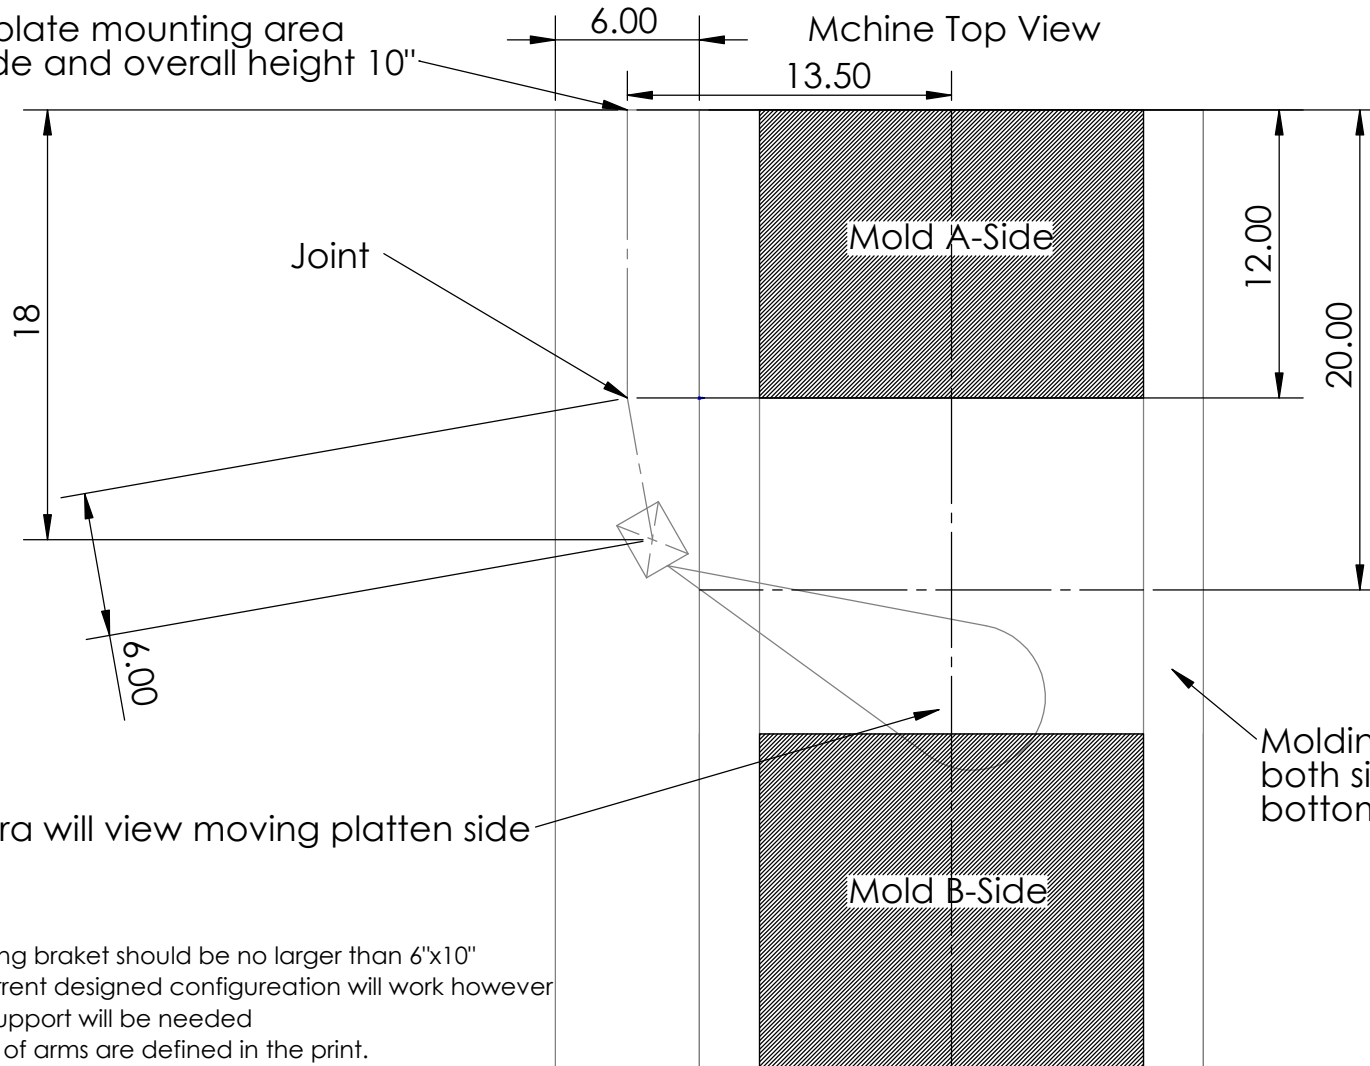 plate mounting area
de and overall height 10"
6.00
Mchine Top View
13.50
Mold A-Side
Joint
12.00
18
20.00
6.00
Moldin
both si
bottom
ra will view moving platten side
Mold B-Side
ng braket should be no larger than 6"x10"
rrent designed configureation will work however
upport will be needed
of arms are defined in the print.